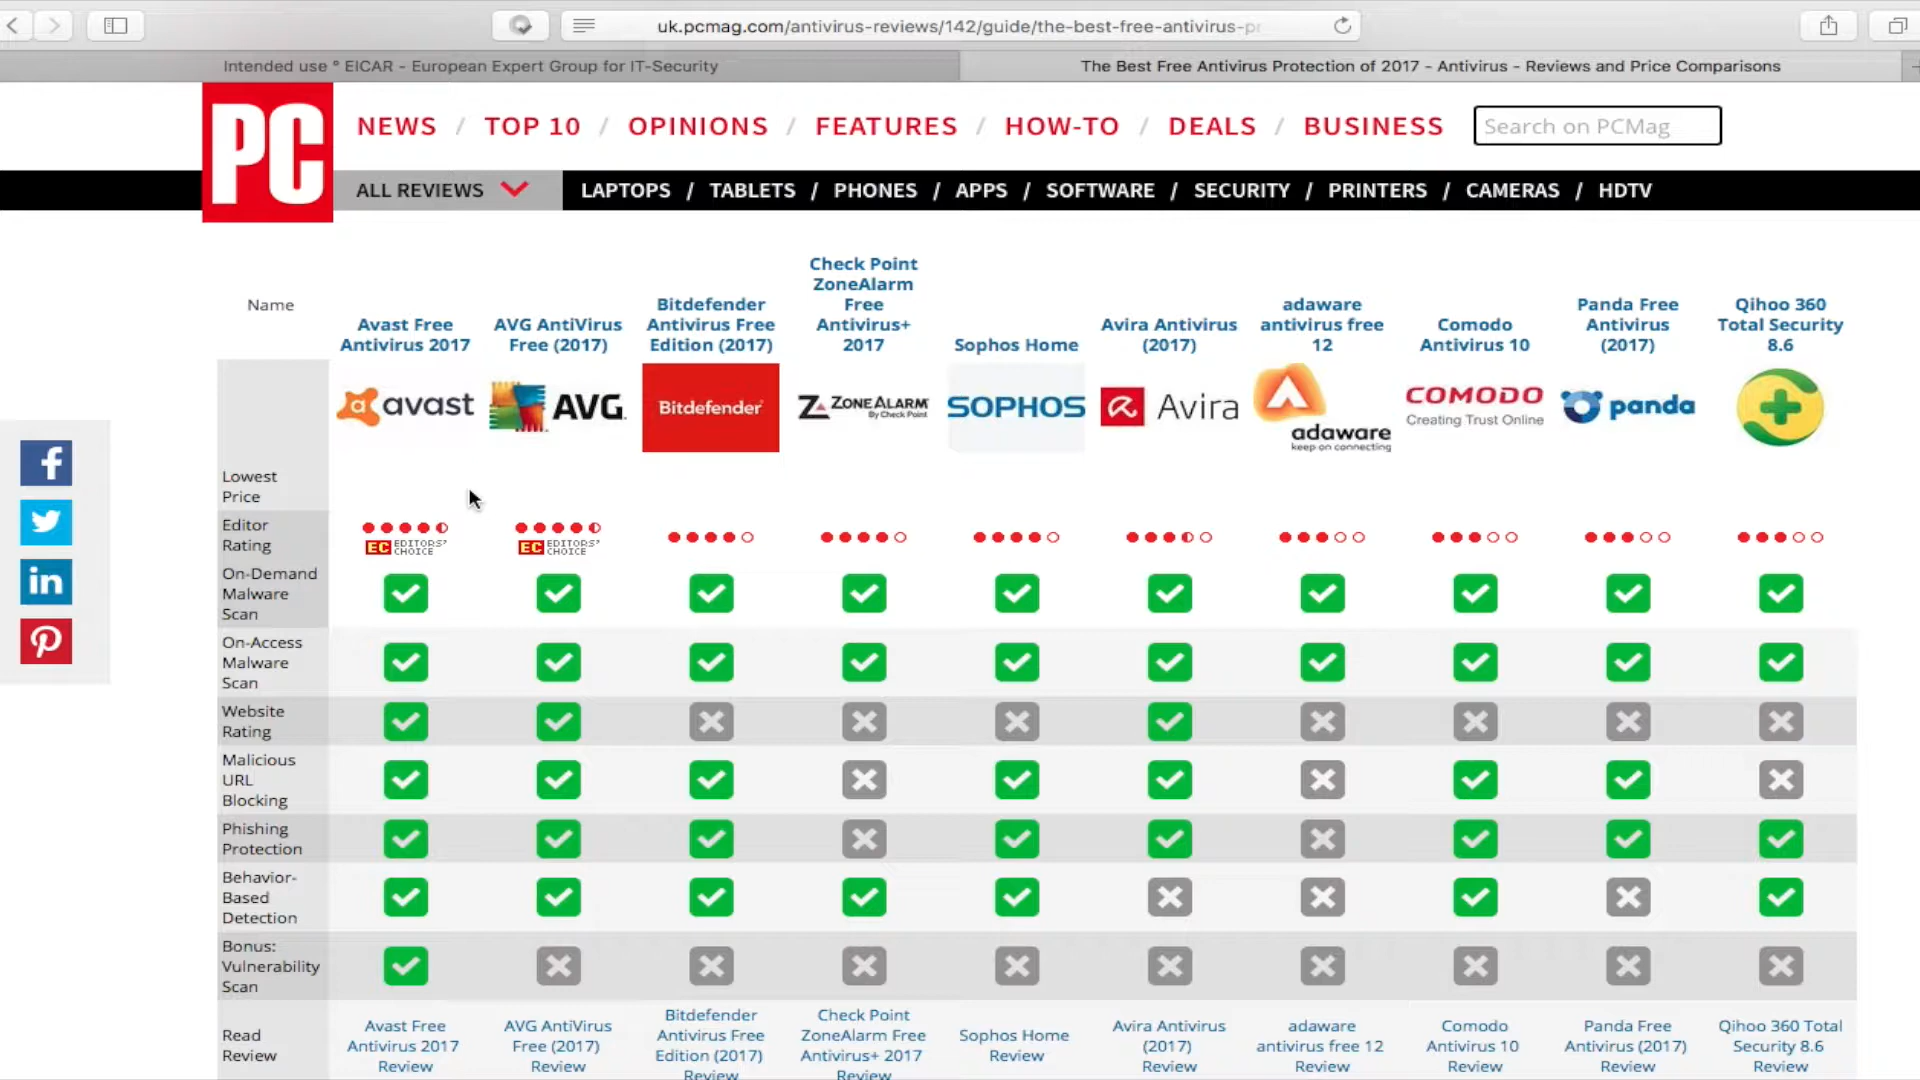 uk.pcmag.com/antivirus-reviews/142/guide/the-best-free-antivirus-pr
Intended use ° EICAR - European Expert Group for IT-Security
The Best Free Antivirus Protection of 2017 - Antivirus - Reviews and Price Comparisons
PC
NEWS / TOP 10 / OPINIONS / FEATURES / HOW-TO / DEALS / BUSINESS
Search on PCMag
ALL REVIEWS
LAPTOPS / TABLETS / PHONES / APPS / SOFTWARE / SECURITY / PRINTERS / CAMERAS / HDTV
Name
Avast Free
Antivirus 2017
AVG AntiVirus
Free (2017)
Bitdefender
Antivirus Free
Edition (2017)
Check Point
ZoneAlarm
Free
Antivirus+
2017
Sophos Home
Avira Antivirus
(2017)
adaware
antivirus free
12
Comodo
Antivirus 10
Panda Free
Antivirus
(2017)
Qihoo 360
Total Security
8.6
avast
AVG
Bitdefender
ZONEALARM
By Check Point
SOPHOS
Avira
adaware
keep on connecting
COMODO
Creating Trust Online
panda
Lowest
Price
Editor
Rating
EC EDITORS'
CHOICE
EC EDITORS'
CHOICE
On-Demand
Malware
Scan
On-Access
Malware
Scan
Website
Rating
Malicious
URL
Blocking
Phishing
Protection
Behavior-
Based
Detection
Bonus:
Vulnerability
Scan
Read
Review
Avast Free
Antivirus 2017
Review
AVG AntiVirus
Free (2017)
Review
Bitdefender
Antivirus Free
Edition (2017)
Review
Check Point
ZoneAlarm Free
Antivirus+ 2017
Review
Sophos Home
Review
Avira Antivirus
(2017)
Review
adaware
antivirus free 12
Review
Comodo
Antivirus 10
Review
Panda Free
Antivirus (2017)
Review
Qihoo 360 Total
Security 8.6
Review